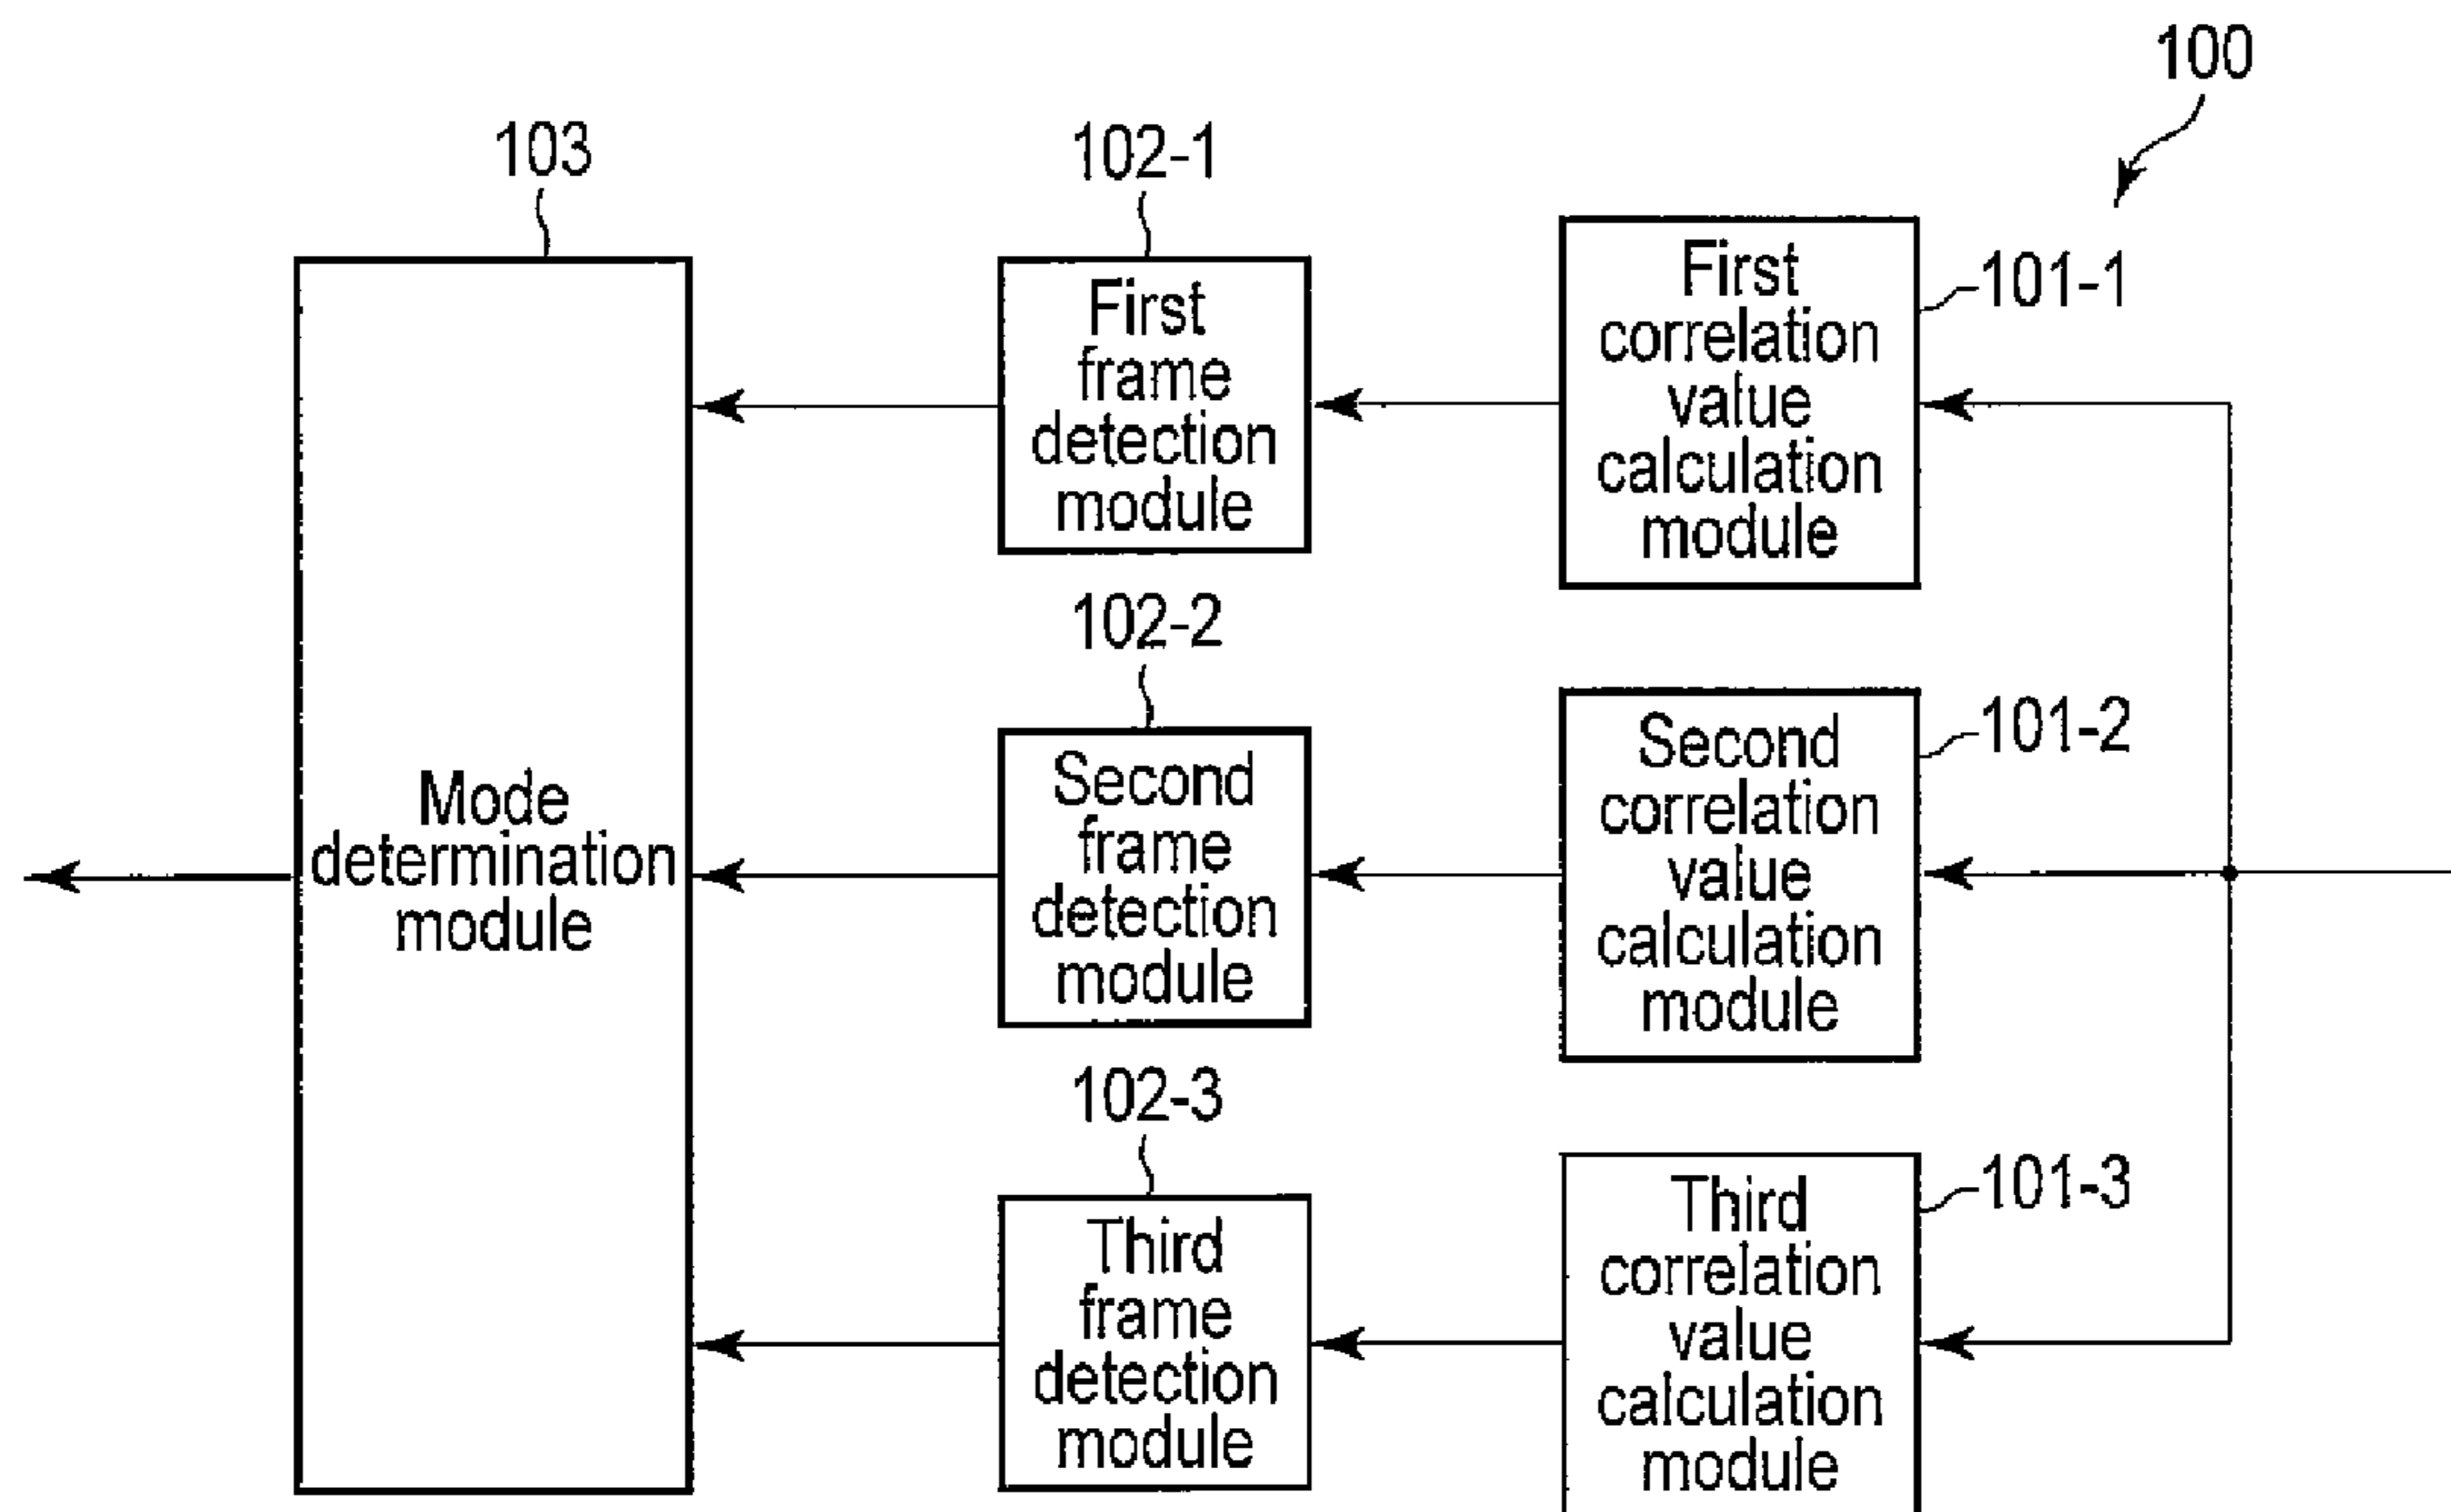 100
103
102-1
101-1
First
frame
detection
module
First
correlation
value
calculation
module
102-2
101-2
Mode
determination
module
Second
frame
detection
module
Second
correlation
value
calculation
module
102-3
101-3
Third
frame
detection
module
Third
correlation
value
calculation
module